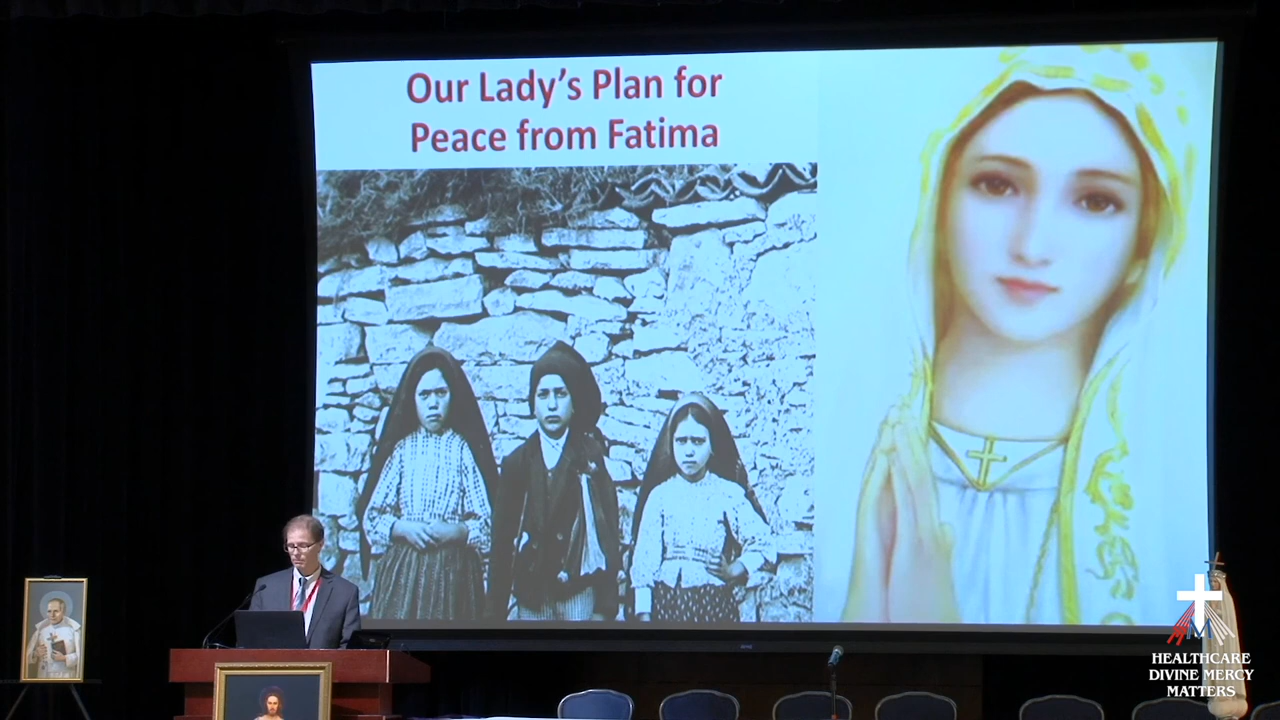 Our Lady's Plan for
Peace from Fatima
HEALTHCARE
DIVINE MERCY
MATTERS